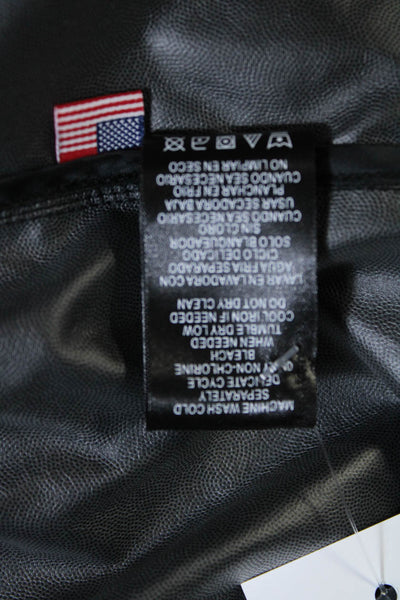 MACHINE WASH COLD
SEPARATELY
DELICATE CYCLE
ONLY NON-CHLORINE
BLEACH
WHEN NEEDED
TUMBLE DRY LOW
COOL IRON IF NEEDED
DO NOT DRY CLEAN
LAVAR EN LAVADORA CON
AGUA FRIA SEPARADO
CICLO DELICADO
SOLO BLANQUEADOR
SIN CLORO
CUANDO SEA NECESARIO
USAR SECADORA BAJA
PLANCHAR EN FRIO
CUANDO SEA NECESARIO
NO LIMPIAR EN SECO